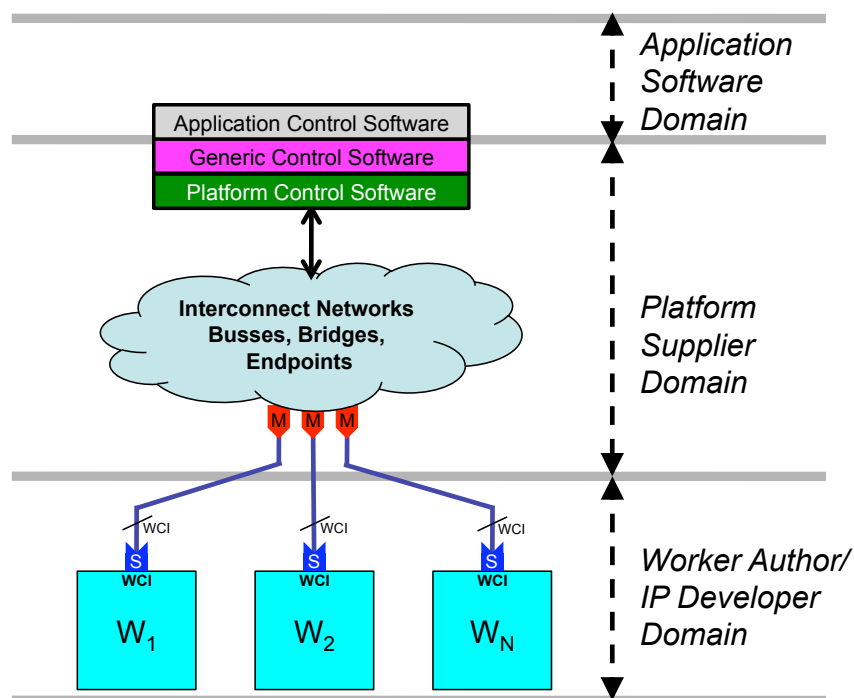 Application
Software
Domain
Application Control Software
Generic Control Software
Platform Control Software
Interconnect Networks
Busses, Bridges,
Endpoints
Platform
Supplier
Domain
M M M
WCI WCI WCI
S S S
WCI WCI WCI
W1 W2 WN
Worker Author/
IP Developer
Domain